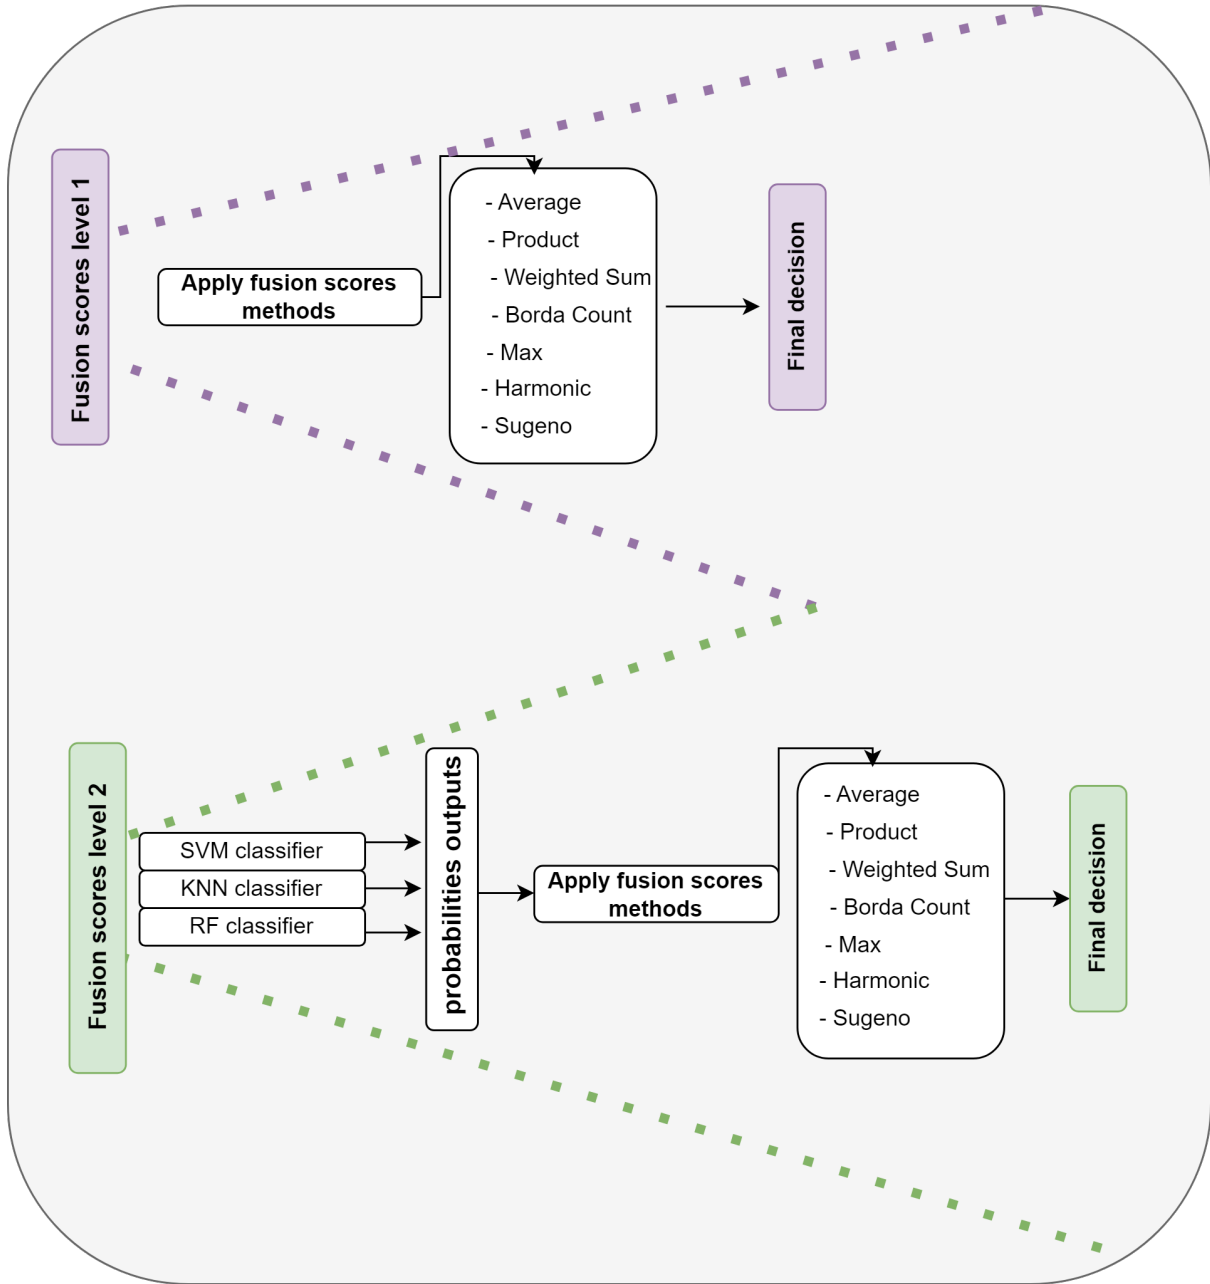 Fusion scores level 1
Apply fusion scores
methods
- Average
- Product
- Weighted Sum
- Borda Count
- Max
- Harmonic
- Sugeno
Final decision
Fusion scores level 2
SVM classifier
KNN classifier
RF classifier
probabilities outputs
Apply fusion scores
methods
- Average
- Product
- Weighted Sum
- Borda Count
- Max
- Harmonic
- Sugeno
Final decision